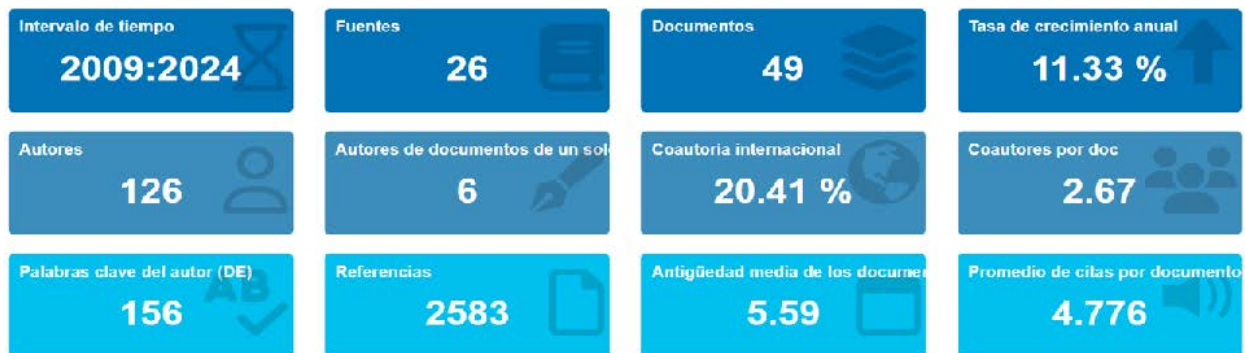 Intervalo de tiempo
2009:2024
Fuentes
26
Documentos
49
Tasa de crecimiento anual
11.33 %
Autores
126
Autores de documentos de un sol
6
Coautoria internacional
20.41 %
Coautores por doc
2.67
Palabras clave del autor (DE)
AB
156
Referencias
2583
Antigüedad media de los documen
5.59
Promedio de citas por documento
4.776